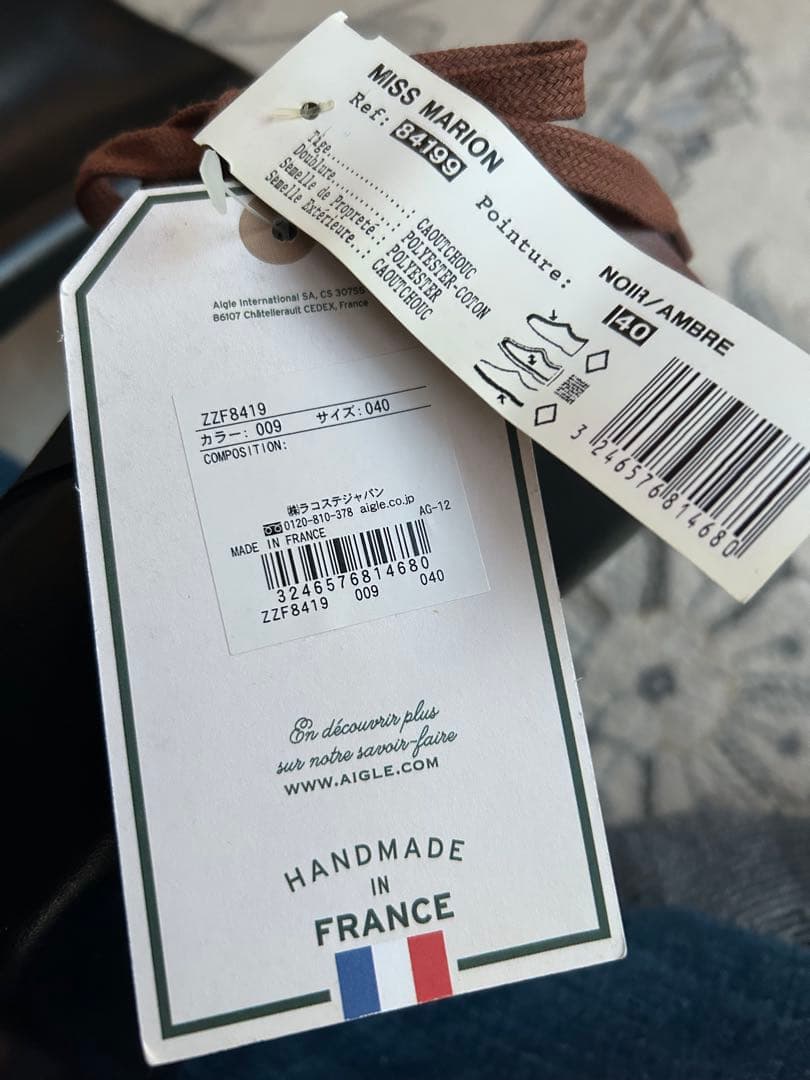 MISS MARION
Ref: 84199
Tige..................: CAOUTCHOUC
Doublure..............: POLYESTER-COTON
Semelle de Propreté.: POLYESTER
Semelle Extérieure..: CAOUTCHOUC
Pointure:
NOIR/AMBRE
40
3 246576 814680
Aigle International SA, CS 30755
86107 Châtellerault CEDEX, France
ZZF8419
カラー: 009 サイズ: 040
COMPOSITION:
㈱ラコステジャパン
0120-810-378 aigle.co.jp
MADE IN FRANCE AG-12
3246576814680
ZZF8419 009 040
En découvrir plus
sur notre savoir-faire
WWW.AIGLE.COM
HANDMADE
IN
FRANCE